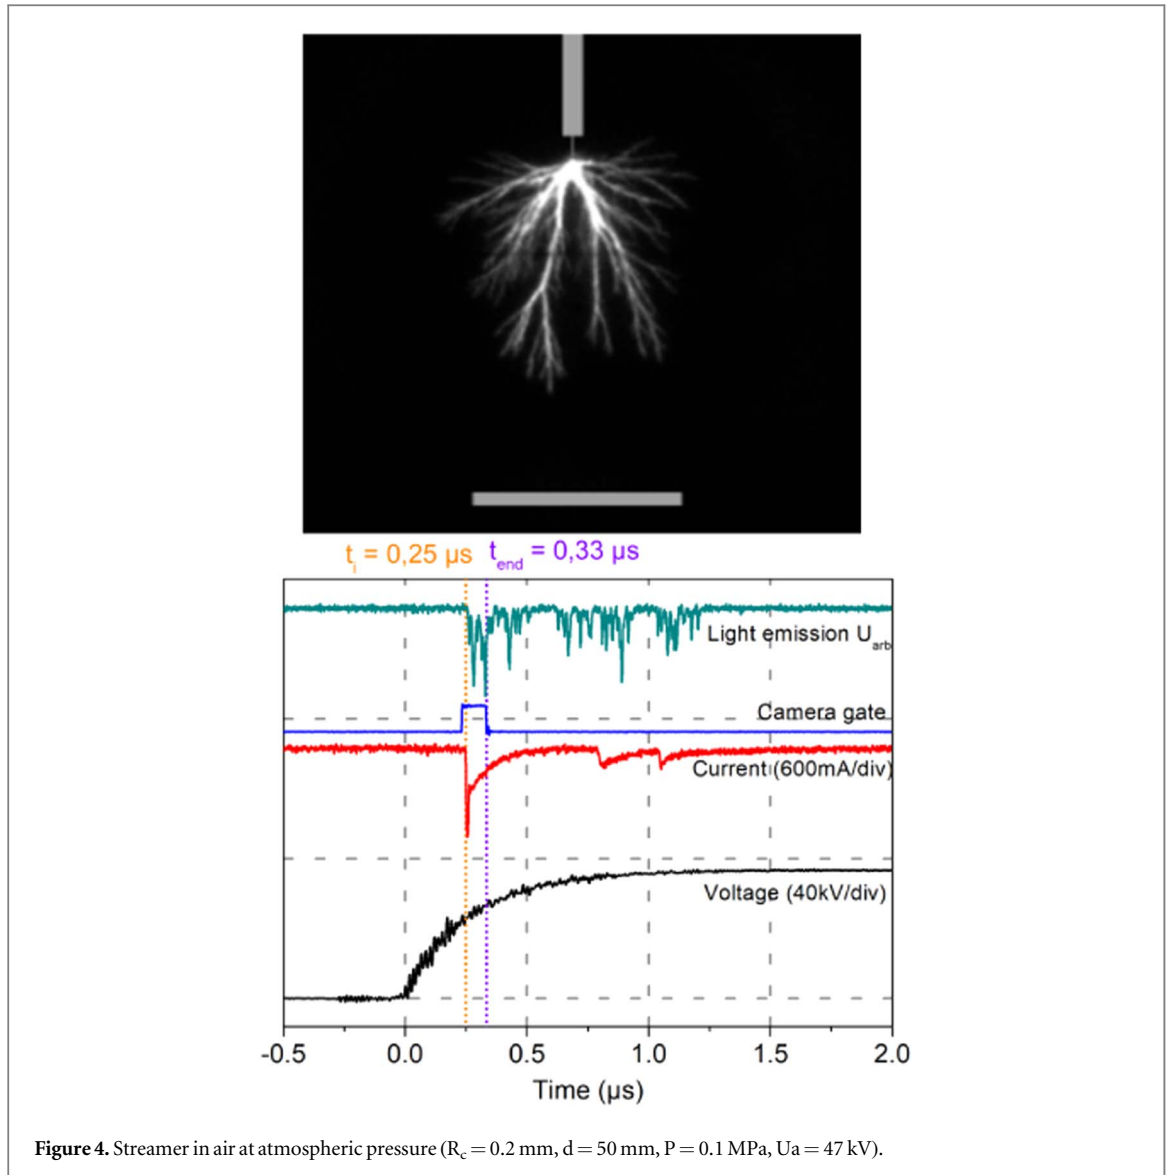 t_i = 0,25 µs t_end = 0,33 µs
Light emission U_arb
Camera gate
Current (600mA/div)
Voltage (40kV/div)
-0.5 0.0 0.5 1.0 1.5 2.0
Time (µs)
Figure 4. Streamer in air at atmospheric pressure (R_c = 0.2 mm, d = 50 mm, P = 0.1 MPa, Ua = 47 kV).